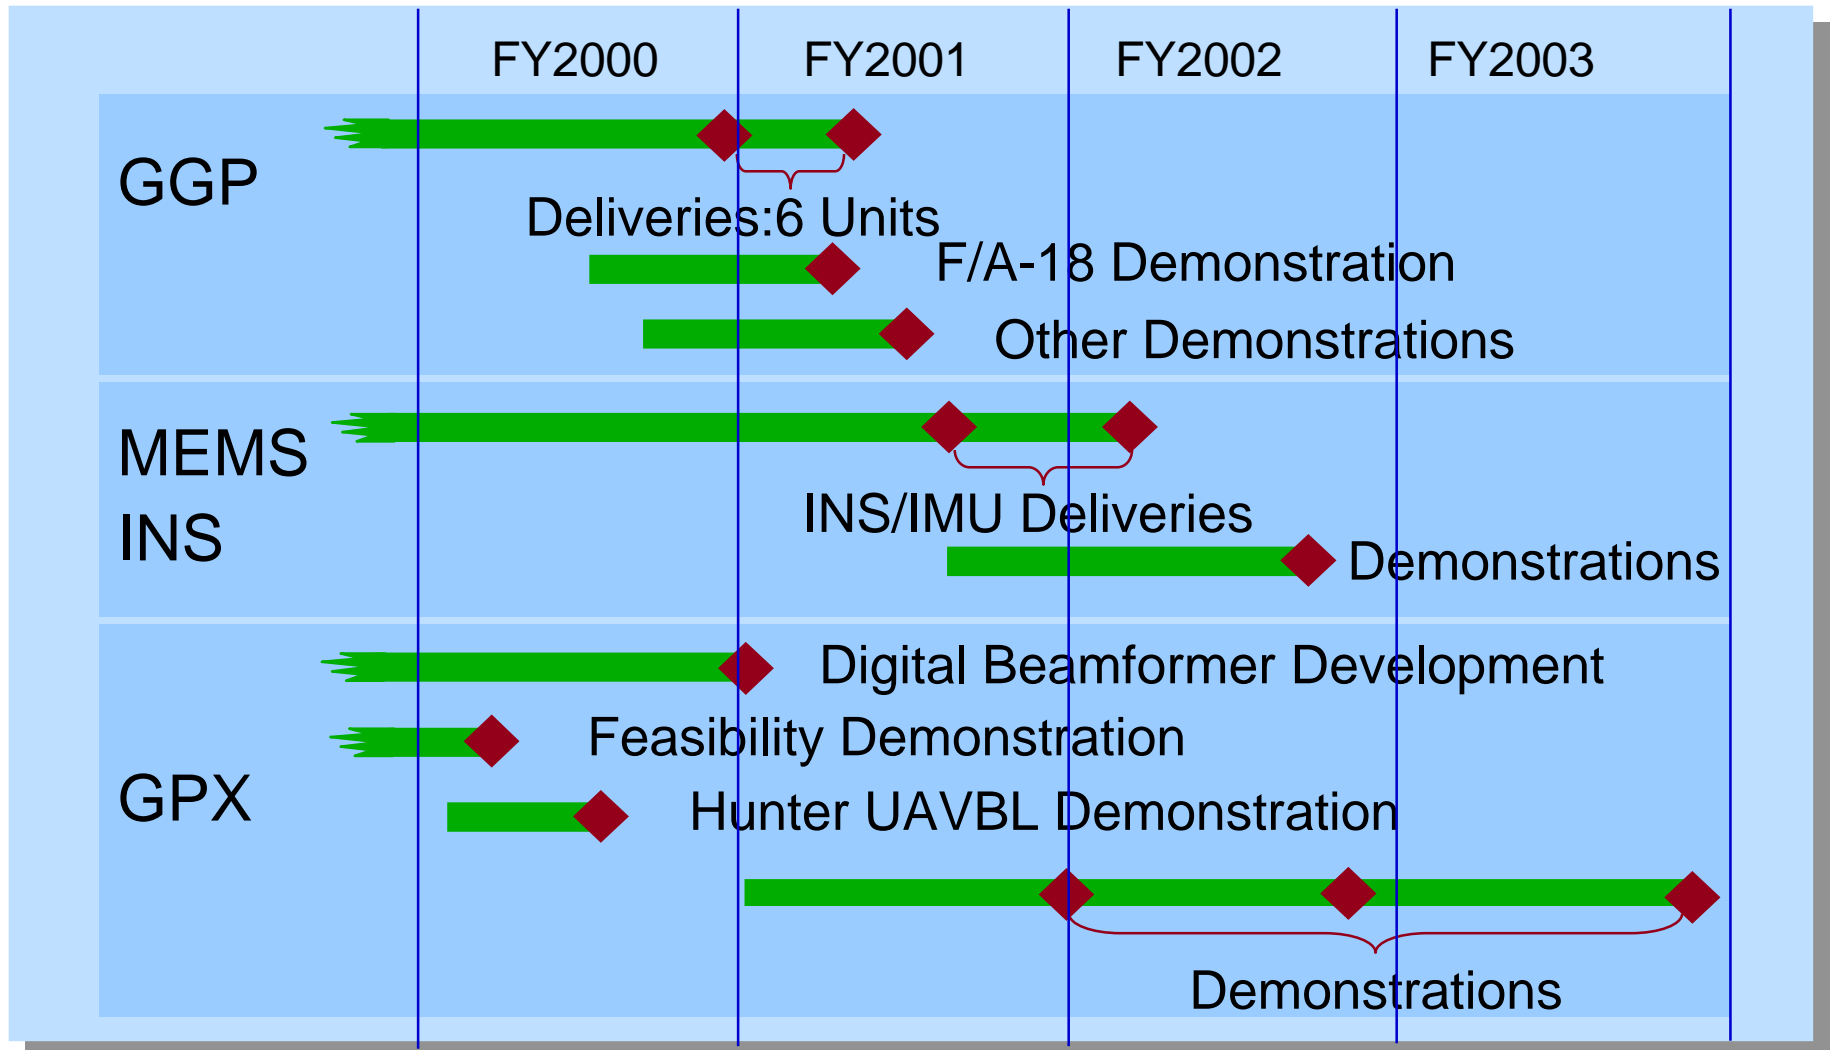 FY2000 FY2001 FY2002 FY2003
GGP
Deliveries:6 Units
F/A-18 Demonstration
Other Demonstrations
MEMS
INS
INS/IMU Deliveries
Demonstrations
GPX
Digital Beamformer Development
Feasibility Demonstration
Hunter UAVBL Demonstration
Demonstrations